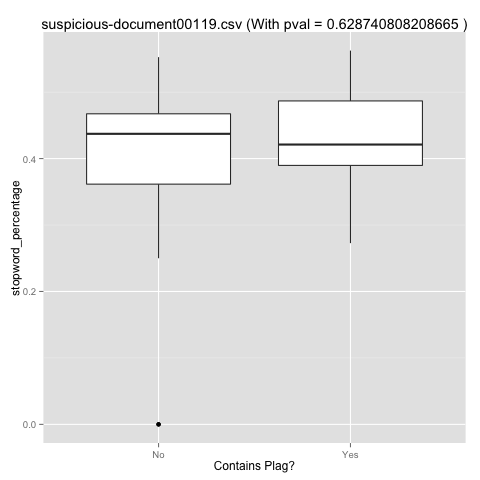 suspicious-document00119.csv (With pval = 0.628740808208665 )
stopword_percentage
0.4
0.2
0.0
No
Yes
Contains Plag?